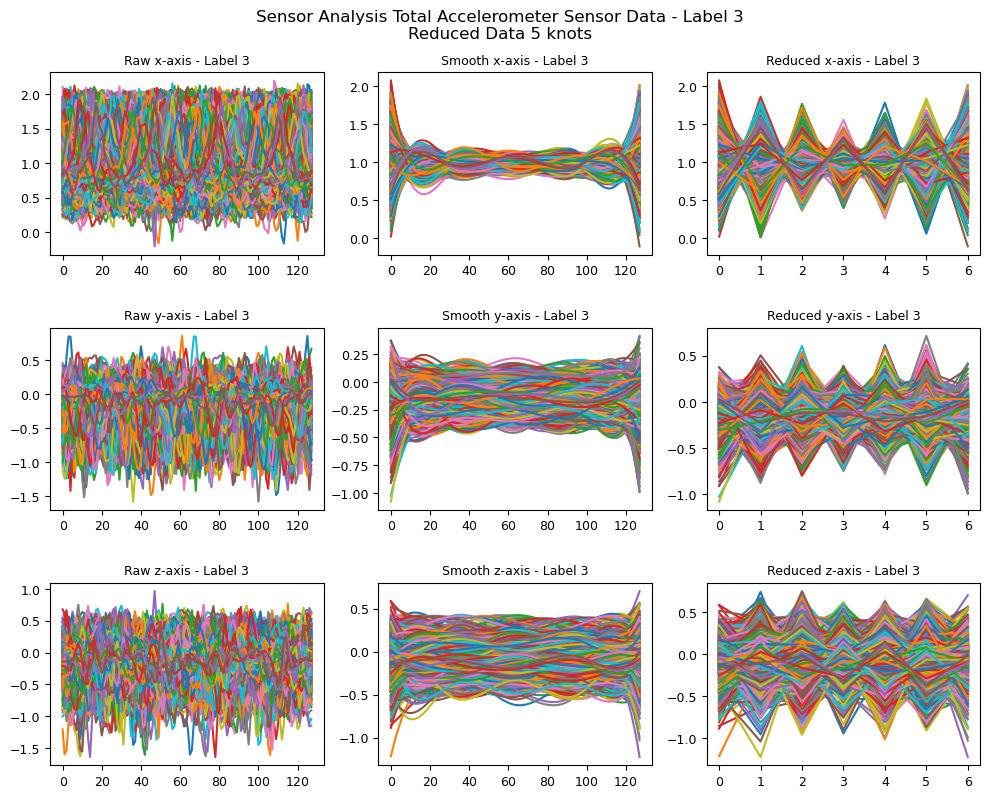 Sensor Analysis Total Accelerometer Sensor Data - Label 3
Reduced Data 5 knots
Raw x-axis - Label 3
Smooth x-axis - Label 3
Reduced x-axis - Label 3
2.0
1.5
1.0
0.5
0.0
0 20 40 60 80 100 120
2.0
1.5
1.0
0.5
0.0
0 20 40 60 80 100 120
2.0
1.5
1.0
0.5
0.0
0 1 2 3 4 5 6
Raw y-axis - Label 3
Smooth y-axis - Label 3
Reduced y-axis - Label 3
0.5
0.0
−0.5
−1.0
−1.5
0 20 40 60 80 100 120
0.25
0.00
−0.25
−0.50
−0.75
−1.00
0 20 40 60 80 100 120
0.5
0.0
−0.5
−1.0
0 1 2 3 4 5 6
Raw z-axis - Label 3
Smooth z-axis - Label 3
Reduced z-axis - Label 3
1.0
0.5
0.0
−0.5
−1.0
−1.5
0 20 40 60 80 100 120
0.5
0.0
−0.5
−1.0
0 20 40 60 80 100 120
0.5
0.0
−0.5
−1.0
0 1 2 3 4 5 6